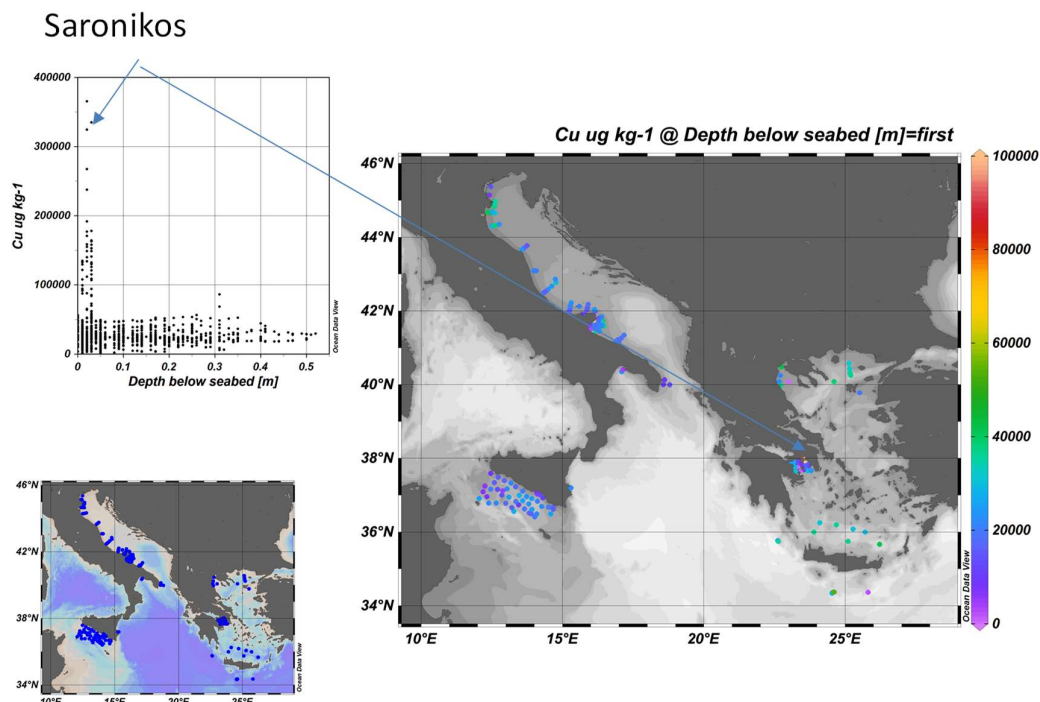 Saronikos
400000
300000
200000
100000
0
Cu ug kg-1
0 0.1 0.2 0.3 0.4 0.5
Depth below seabed [m]
Ocean Data View
Cu ug kg-1 @ Depth below seabed [m]=first
46°N
44°N
42°N
40°N
38°N
36°N
34°N
10°E 15°E 20°E 25°E
Ocean Data View
100000
80000
60000
40000
20000
0
46°N
42°N
38°N
34°N
10°E 15°E 20°E 25°E
Ocean Data View